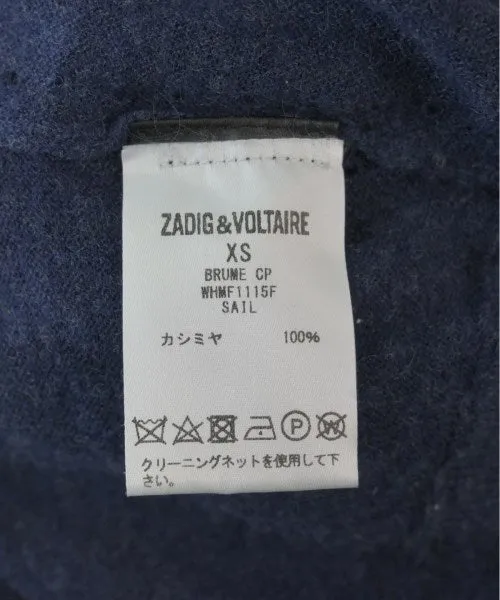 ZADIG&VOLTAIRE
XS
BRUME CP
WHMF1115F
SAIL
カシミヤ 100%
P W
クリーニングネットを使用して下
さい。